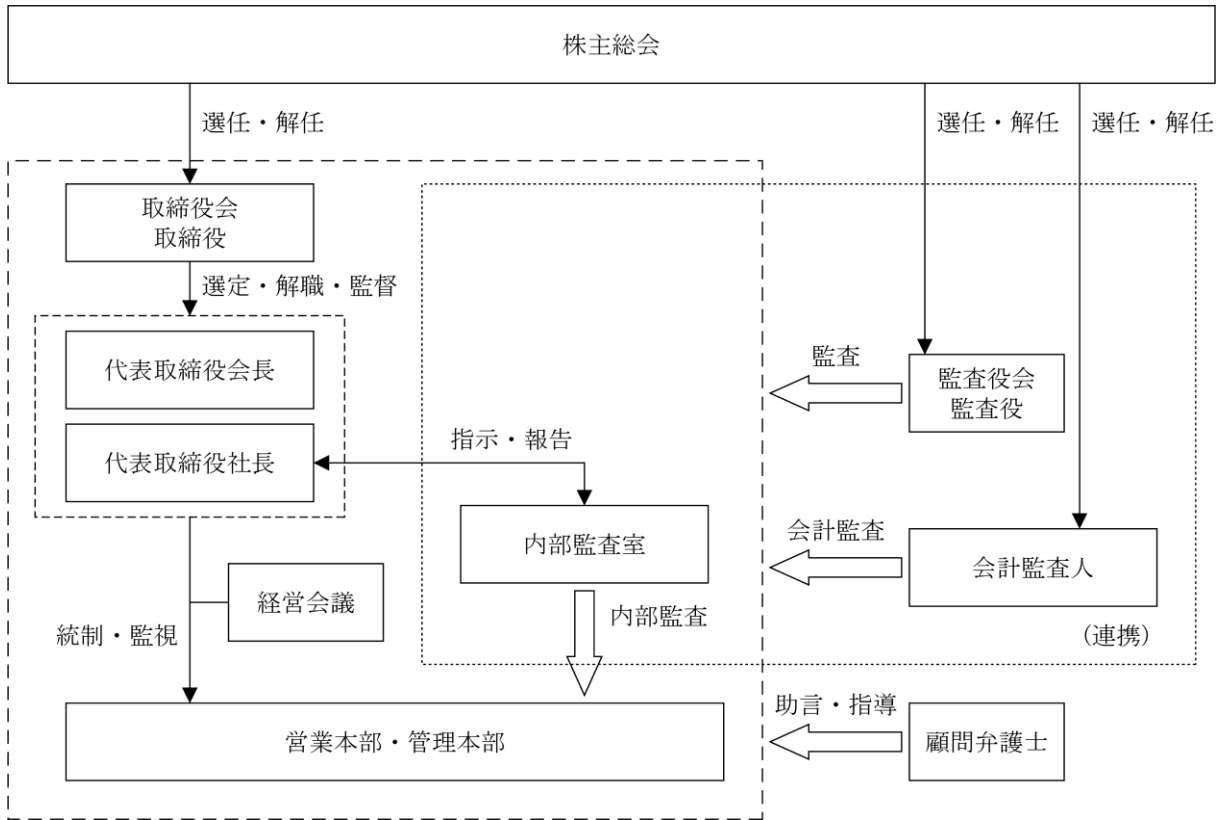 株主総会
選任・解任
選任・解任
選任・解任
取締役会
取締役
選定・解職・監督
代表取締役会長
監査
監査役会
監査役
代表取締役社長
指示・報告
内部監査室
会計監査
会計監査人
経営会議
内部監査
統制・監視
(連携)
営業本部・管理本部
助言・指導
顧問弁護士